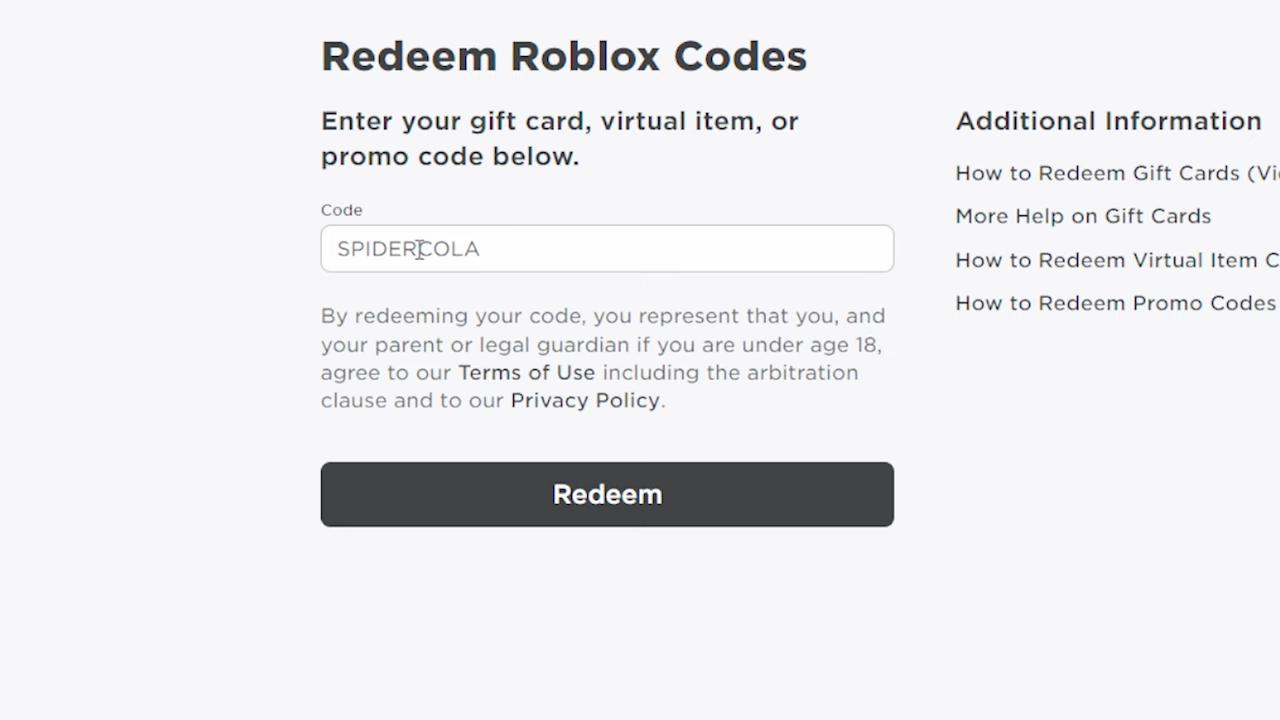 Redeem Roblox Codes
Enter your gift card, virtual item, or
promo code below.
Code
SPIDERCOLA
By redeeming your code, you represent that you, and
your parent or legal guardian if you are under age 18,
agree to our Terms of Use including the arbitration
clause and to our Privacy Policy.
Redeem
Additional Information
How to Redeem Gift Cards
More Help on Gift Cards
How to Redeem Virtual Item
How to Redeem Promo Codes